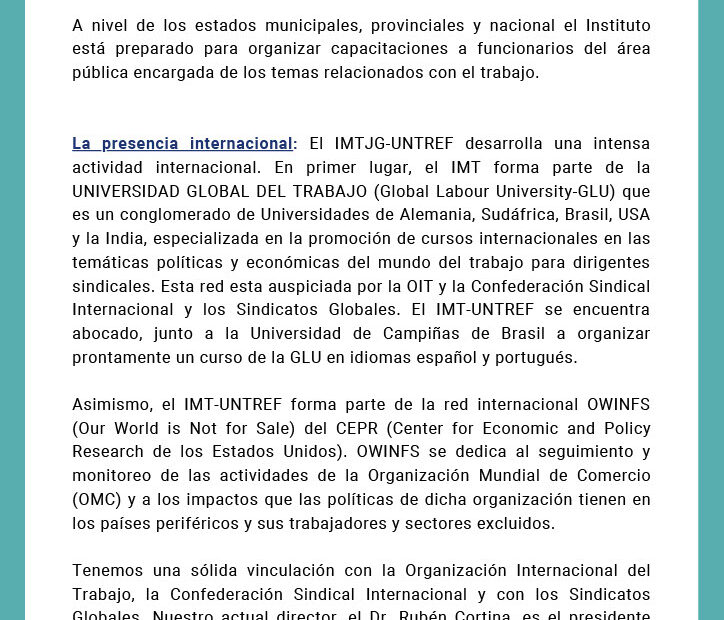 A nivel de los estados municipales, provinciales y nacional el Instituto
está preparado para organizar capacitaciones a funcionarios del área
pública encargada de los temas relacionados con el trabajo.
La presencia internacional: El IMTJG-UNTREF desarrolla una intensa
actividad internacional. En primer lugar, el IMT forma parte de la
UNIVERSIDAD GLOBAL DEL TRABAJO (Global Labour University-GLU) que
es un conglomerado de Universidades de Alemania, Sudáfrica, Brasil, USA
y la India, especializada en la promoción de cursos internacionales en las
temáticas políticas y económicas del mundo del trabajo para dirigentes
sindicales. Esta red esta auspiciada por la OIT y la Confederación Sindical
Internacional y los Sindicatos Globales. El IMT-UNTREF se encuentra
abocado, junto a la Universidad de Campiñas de Brasil a organizar
prontamente un curso de la GLU en idiomas español y portugués.
Asimismo, el IMT-UNTREF forma parte de la red internacional OWINFS
(Our World is Not for Sale) del CEPR (Center for Economic and Policy
Research de los Estados Unidos). OWINFS se dedica al seguimiento y
monitoreo de las actividades de la Organización Mundial de Comercio
(OMC) y a los impactos que las políticas de dicha organización tienen en
los países periféricos y sus trabajadores y sectores excluidos.
Tenemos una sólida vinculación con la Organización Internacional del
Trabajo, la Confederación Sindical Internacional y con los Sindicatos
Globales. Nuestro actual director, el Dr. Rubén Cortina, es el presidente